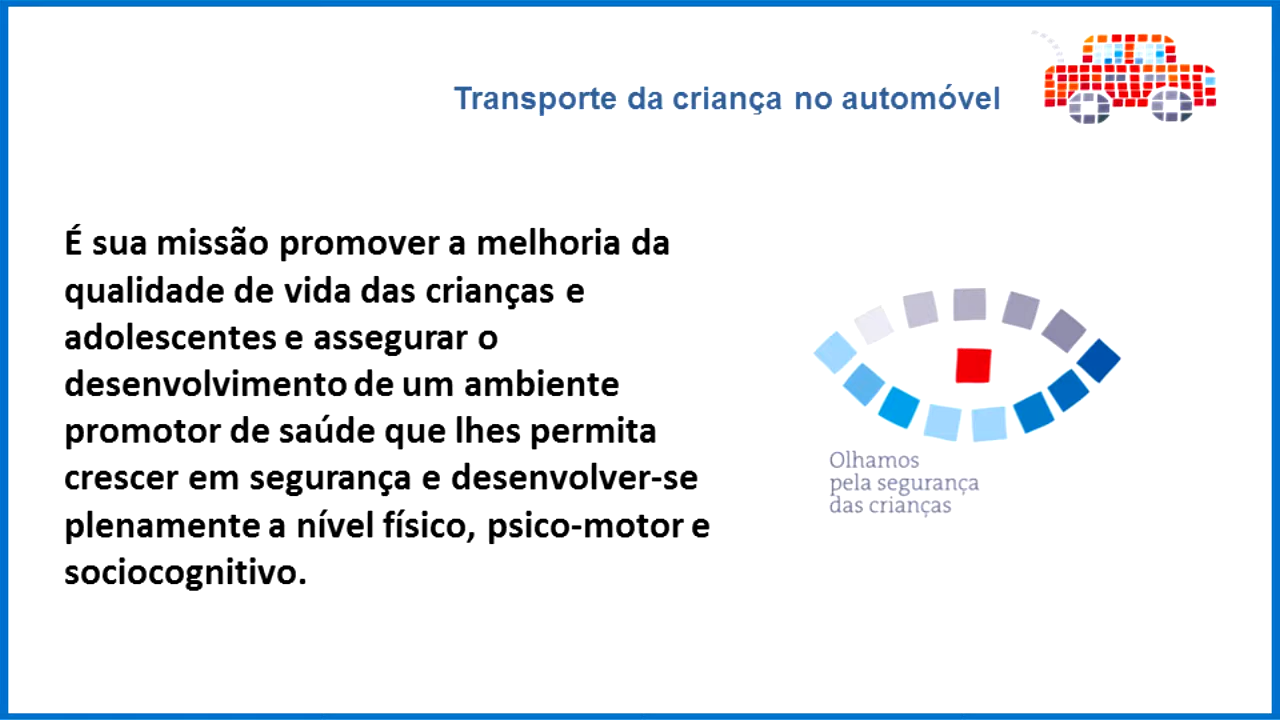 Transporte da criança no automóvel
É sua missão promover a melhoria da
qualidade de vida das crianças e
adolescentes e assegurar o
desenvolvimento de um ambiente
promotor de saúde que lhes permita
crescer em segurança e desenvolver-se
plenamente a nível físico, psico-motor e
sociocognitivo.
Olhamos
pela segurança
das crianças